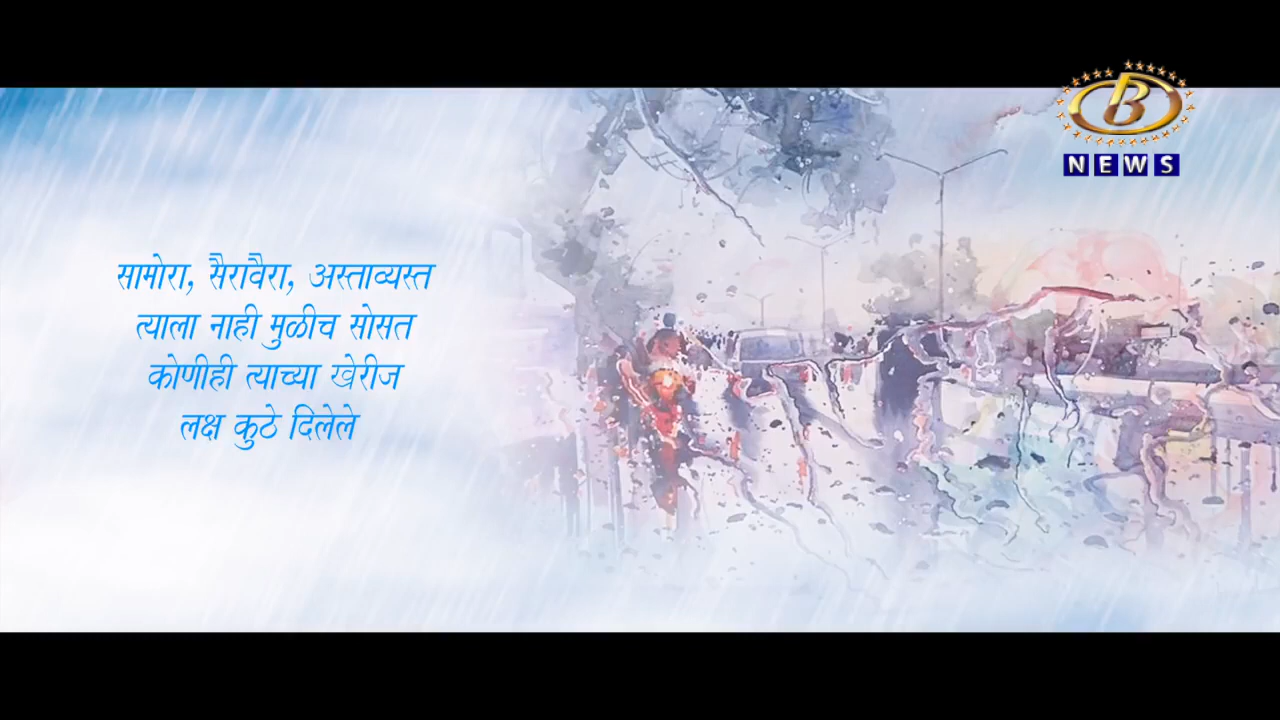 सामोरा, सैरावैरा, अस्ताव्यस्त
त्याला नाही मुळीच सोसत
कोणीही त्याच्या खेरीज
लक्ष कुठे दिलेले
B
NEWS